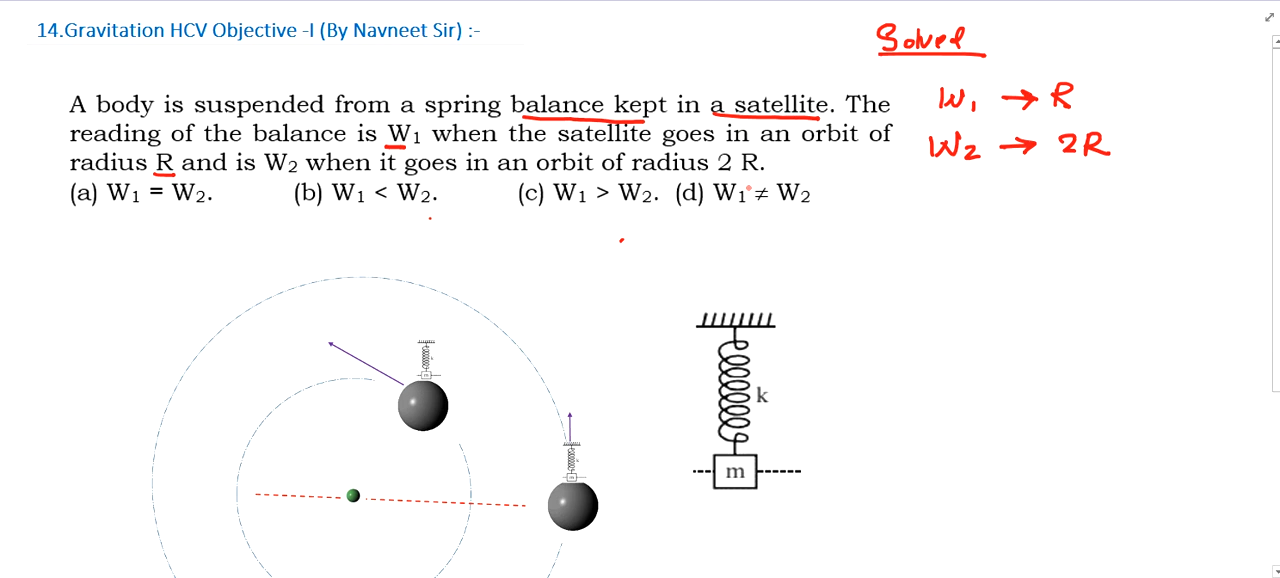 14.Gravitation HCV Objective -I (By Navneet Sir) :-
Solved
A body is suspended from a spring balance kept in a satellite. The
reading of the balance is W1 when the satellite goes in an orbit of
radius R and is W2 when it goes in an orbit of radius 2 R.
(a) W1 = W2. (b) W1 < W2. (c) W1 > W2. (d) W1 ≠ W2
W1 → R
W2 → 2R
k
m